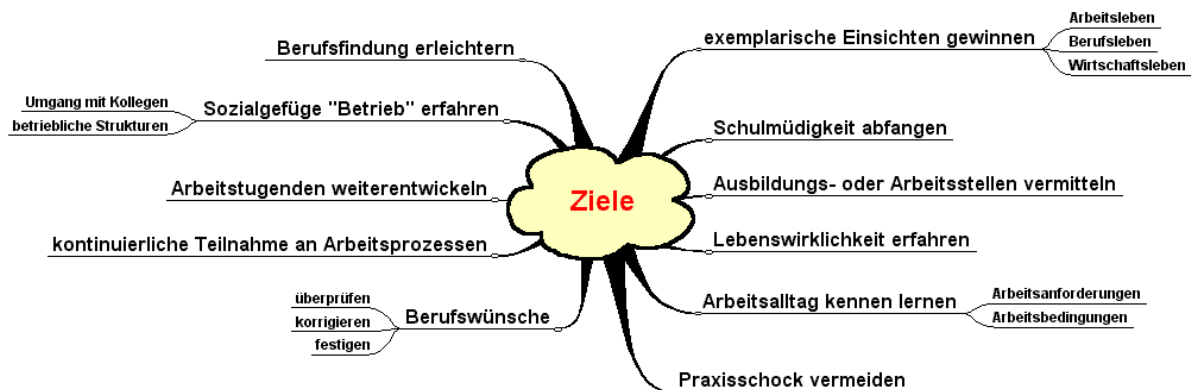 Ziele
exemplarische Einsichten gewinnen
Arbeitsleben
Berufsleben
Wirtschaftsleben
Schulmüdigkeit abfangen
Ausbildungs- oder Arbeitsstellen vermitteln
Lebenswirklichkeit erfahren
Arbeitsalltag kennen lernen
Arbeitsanforderungen
Arbeitsbedingungen
Praxisschock vermeiden
Berufsfindung erleichtern
Sozialgefüge "Betrieb" erfahren
Umgang mit Kollegen
betriebliche Strukturen
Arbeitstugenden weiterentwickeln
kontinuierliche Teilnahme an Arbeitsprozessen
Berufswünsche
überprüfen
korrigieren
festigen